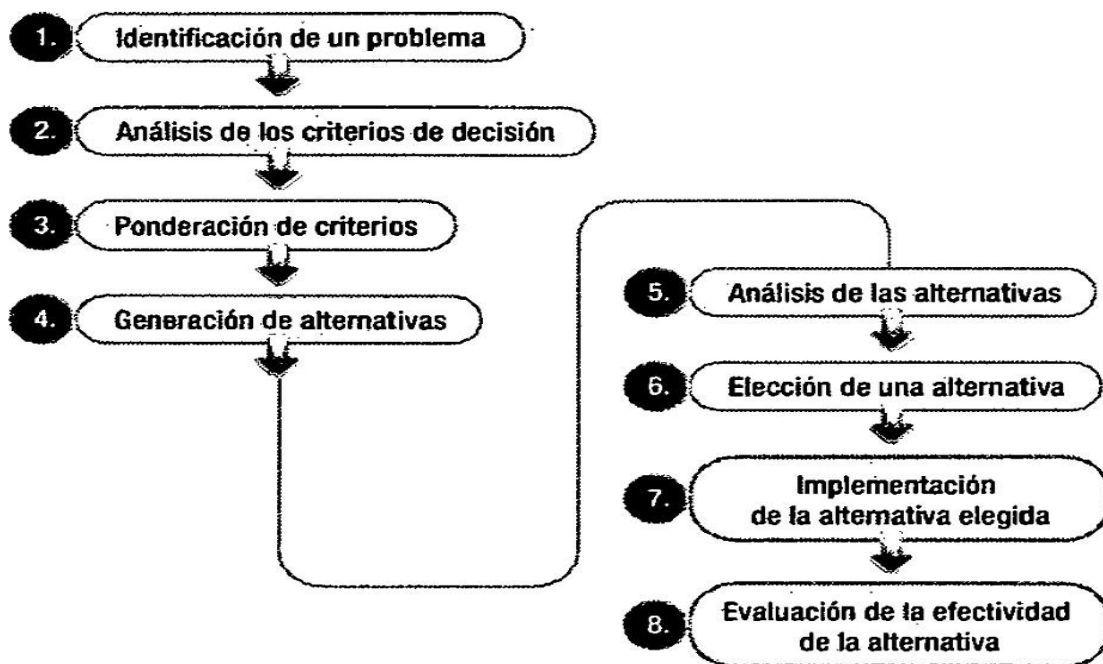 1. Identificación de un problema
2. Análisis de los criterios de decisión
3. Ponderación de criterios
4. Generación de alternativas
5. Análisis de las alternativas
6. Elección de una alternativa
7. Implementación
de la alternativa elegida
8. Evaluación de la efectividad
de la alternativa